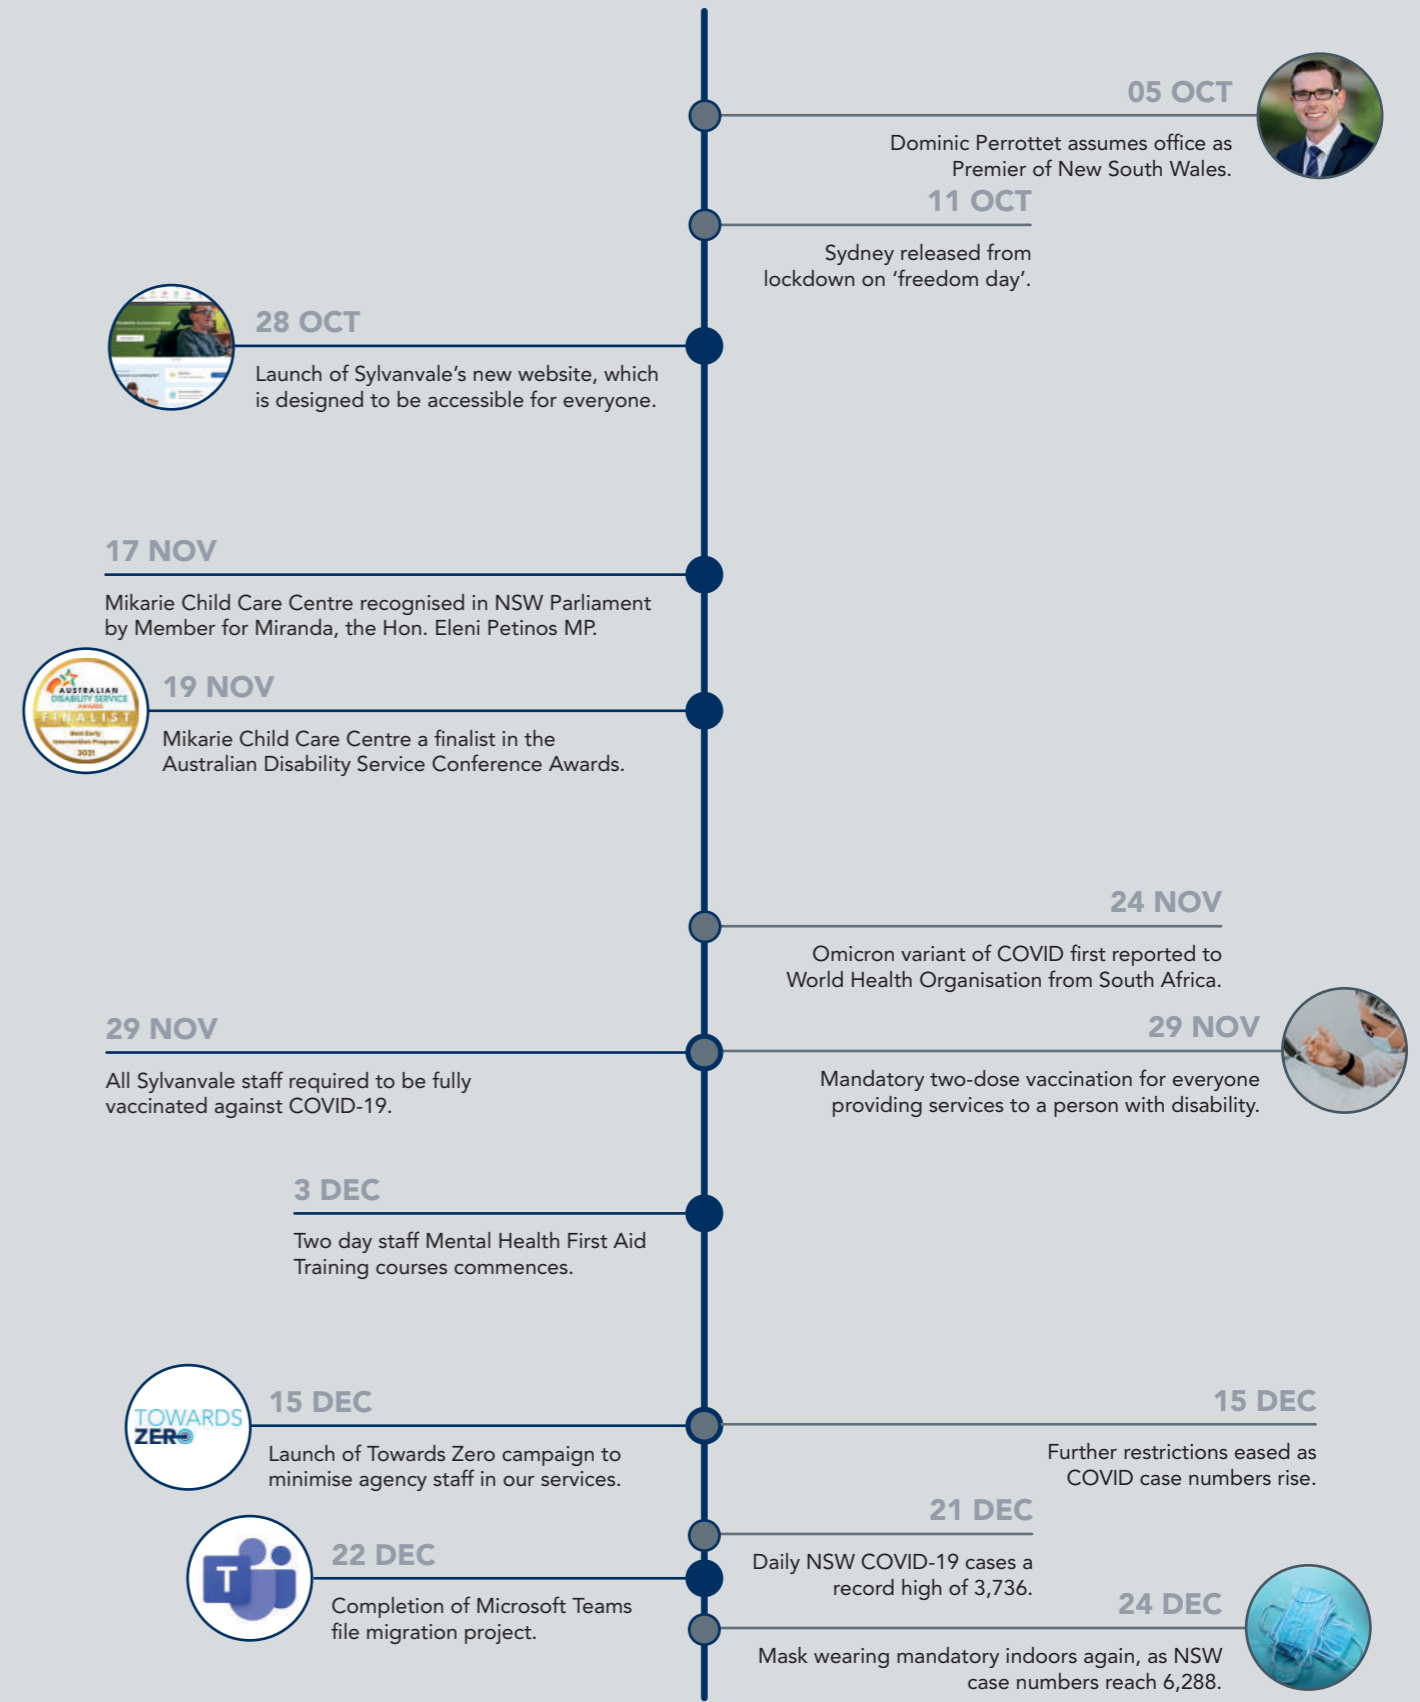 05 OCT
Dominic Perrottet assumes office as
Premier of New South Wales.
11 OCT
Sydney released from
lockdown on ‘freedom day’.
28 OCT
Launch of Sylvanvale’s new website, which
is designed to be accessible for everyone.
17 NOV
Mikarie Child Care Centre recognised in NSW Parliament
by Member for Miranda, the Hon. Eleni Petinos MP.
AUSTRALIAN
DISABILITY SERVICE
AWARDS
FINALIST
Best Early
Intervention Program
2021
19 NOV
Mikarie Child Care Centre a finalist in the
Australian Disability Service Conference Awards.
24 NOV
Omicron variant of COVID first reported to
World Health Organisation from South Africa.
29 NOV
All Sylvanvale staff required to be fully
vaccinated against COVID-19.
29 NOV
Mandatory two-dose vaccination for everyone
providing services to a person with disability.
3 DEC
Two day staff Mental Health First Aid
Training courses commences.
TOWARDS
ZERO
15 DEC
Launch of Towards Zero campaign to
minimise agency staff in our services.
15 DEC
Further restrictions eased as
COVID case numbers rise.
21 DEC
Daily NSW COVID-19 cases a
record high of 3,736.
T
22 DEC
Completion of Microsoft Teams
file migration project.
24 DEC
Mask wearing mandatory indoors again, as NSW
case numbers reach 6,288.